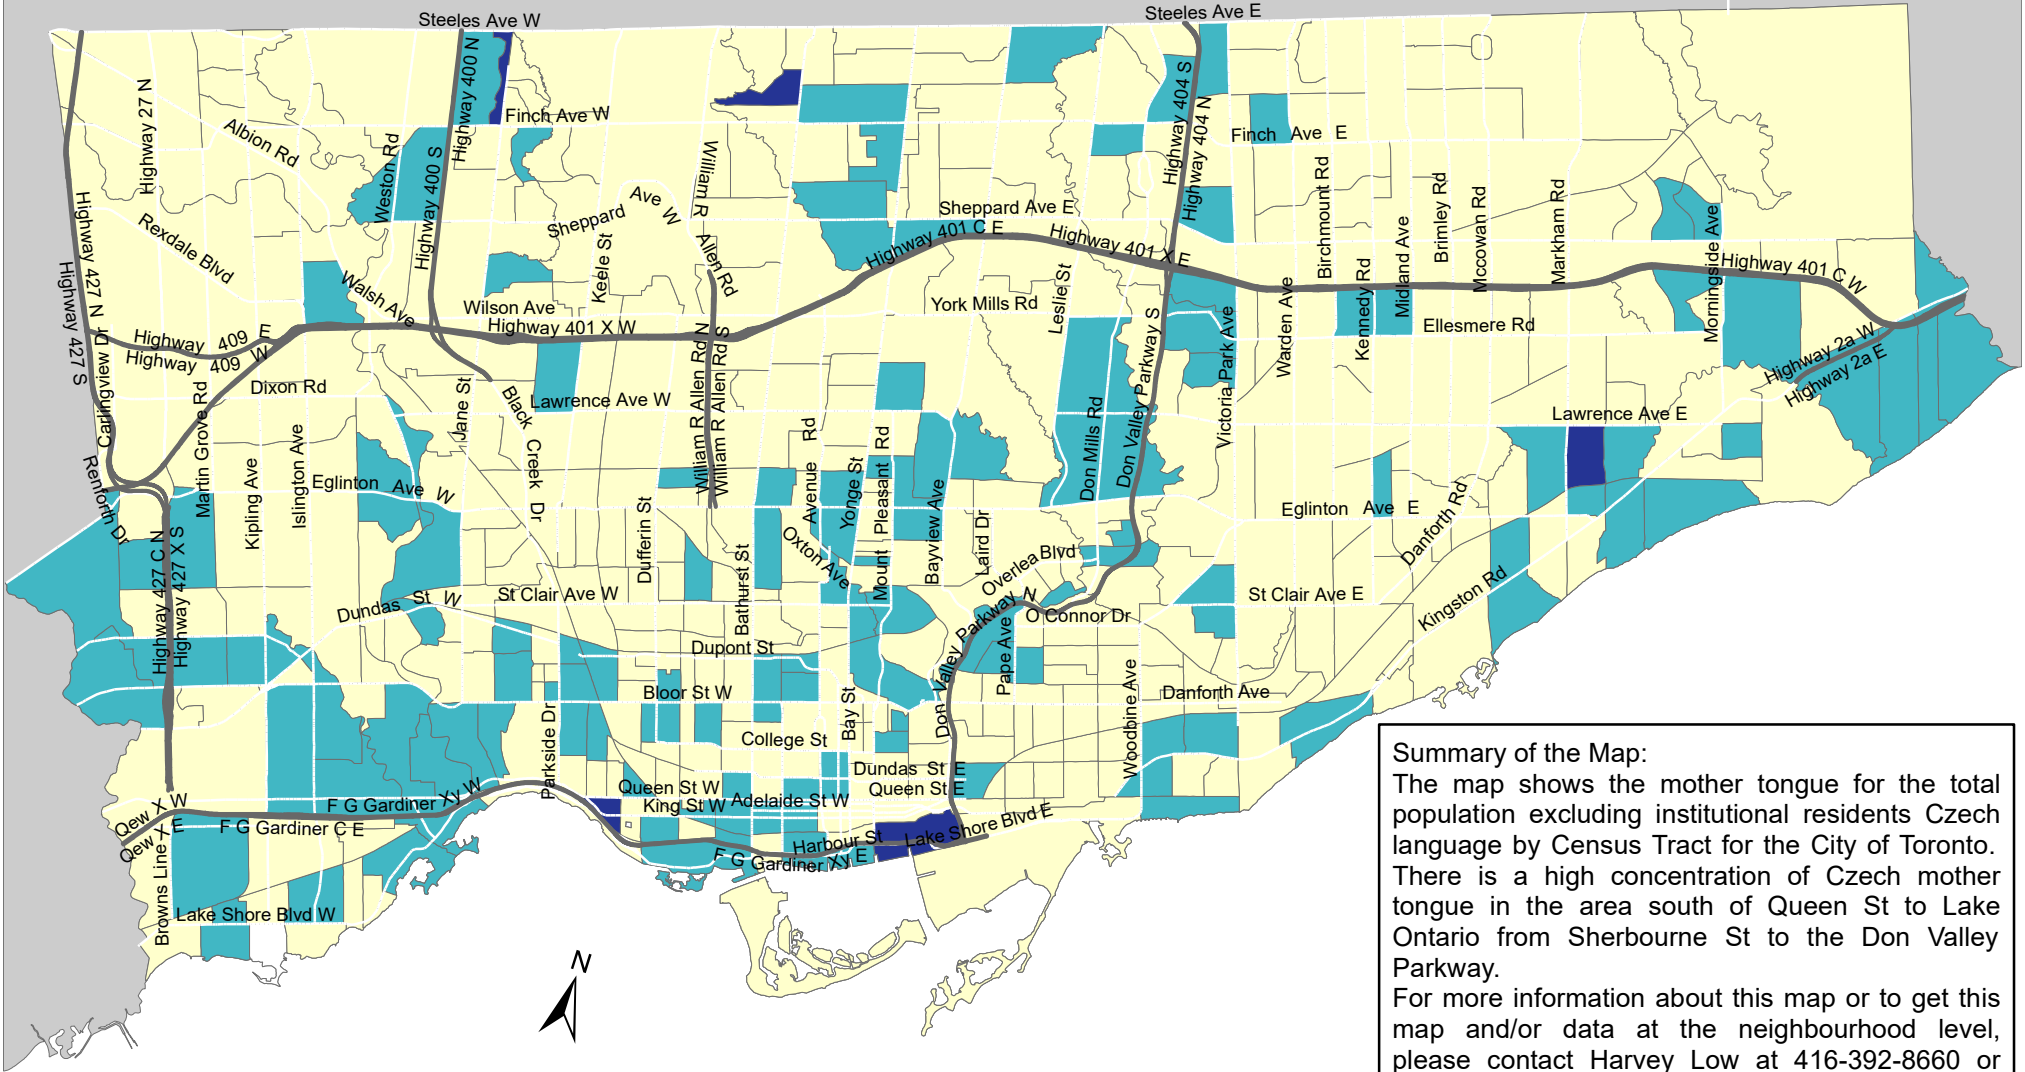 Steeles Ave W
Steeles Ave E
Highway 27 N
Albion Rd
Weston Rd
Highway 400 N
Highway 400 S
Finch Ave W
Finch Ave E
Highway 404 S
Highway 404 N
William R
Allen Rd
Sheppard Ave W
Sheppard Ave E
Keele St
Rexdale Blvd
Highway 427 N
Highway 427 S
Walsh Ave
Wilson Ave
Highway 401 X W
Highway 401 C E
Highway 401 X E
Highway 401 C W
York Mills Rd
Leslie St
Birchmount Rd
Kennedy Rd
Midland Ave
Brimley Rd
Mccowan Rd
Markham Rd
Morningside Ave
Warden Ave
Victoria Park Ave
Ellesmere Rd
Highway 2a W
Highway 2a E
Highway 409 E
Highway 409 W
Carlingview Dr
Dixon Rd
Martin Grove Rd
Kipling Ave
Islington Ave
Renforth Dr
Jane St
Black Creek Dr
Lawrence Ave W
Lawrence Ave E
William R Allen Rd N
William R Allen Rd S
Avenue Rd
Yonge St
Mount Pleasant Rd
Bayview Ave
Laird Dr
Don Mills Rd
Don Valley Parkway S
Eglinton Ave W
Eglinton Ave E
Danforth Rd
Kingston Rd
Highway 427 C N
Highway 427 X S
Dundas St W
St Clair Ave W
St Clair Ave E
Dufferin St
Bathurst St
Oxton Ave
Overlea Blvd
O Connor Dr
Don Valley Parkway N
Pape Ave
Dupont St
Bloor St W
Danforth Ave
Woodbine Ave
Bay St
College St
Parkside Dr
Dundas St E
Queen St E
Queen St W
King St W
Adelaide St W
Harbour St
Lake Shore Blvd E
F G Gardiner Xy W
F G Gardiner C E
F G Gardiner Xy E
Qew X W
Qew X E
Browns Line
Lake Shore Blvd W
N
Summary of the Map:
The map shows the mother tongue for the total
population excluding institutional residents Czech
language by Census Tract for the City of Toronto.
There is a high concentration of Czech mother
tongue in the area south of Queen St to Lake
Ontario from Sherbourne St to the Don Valley
Parkway.
For more information about this map or to get this
map and/or data at the neighbourhood level,
please contact Harvey Low at 416-392-8660 or